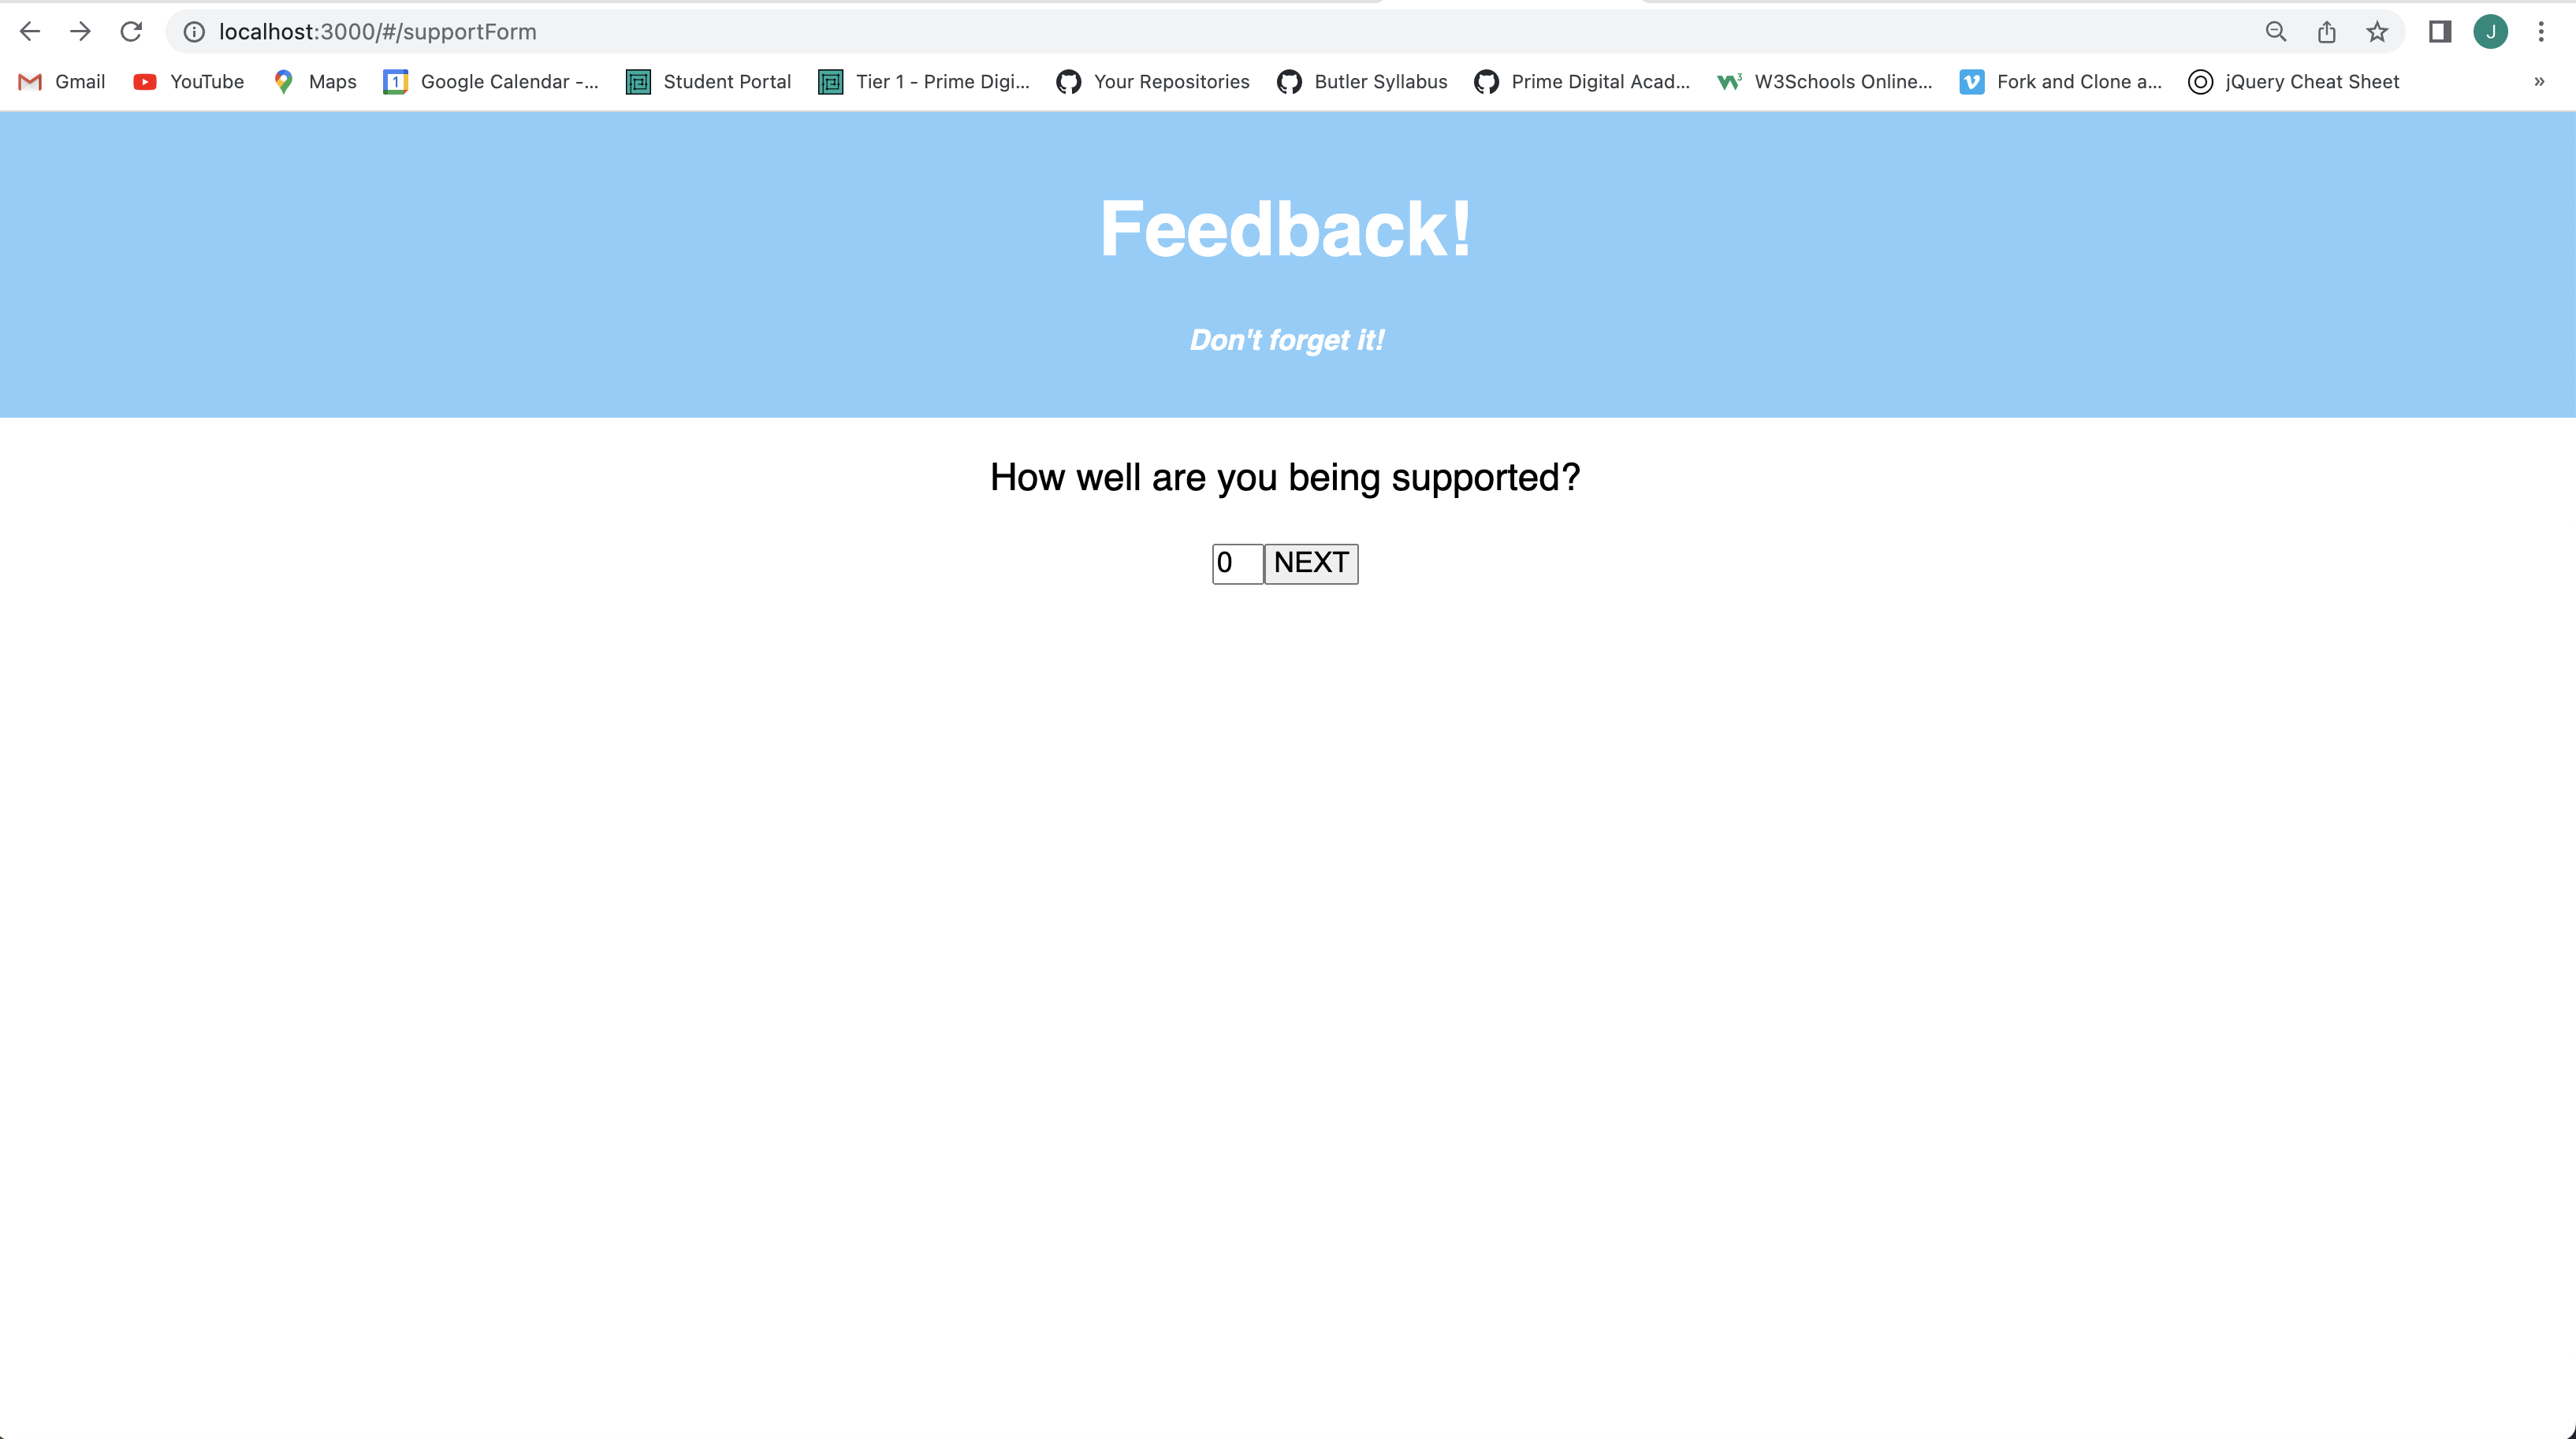 localhost:3000/#/supportForm
J
Gmail YouTube Maps 1 Google Calendar -... Student Portal Tier 1 - Prime Digi... Your Repositories Butler Syllabus Prime Digital Acad... W3Schools Online... Fork and Clone a... jQuery Cheat Sheet »
Feedback!
Don't forget it!
How well are you being supported?
0 NEXT